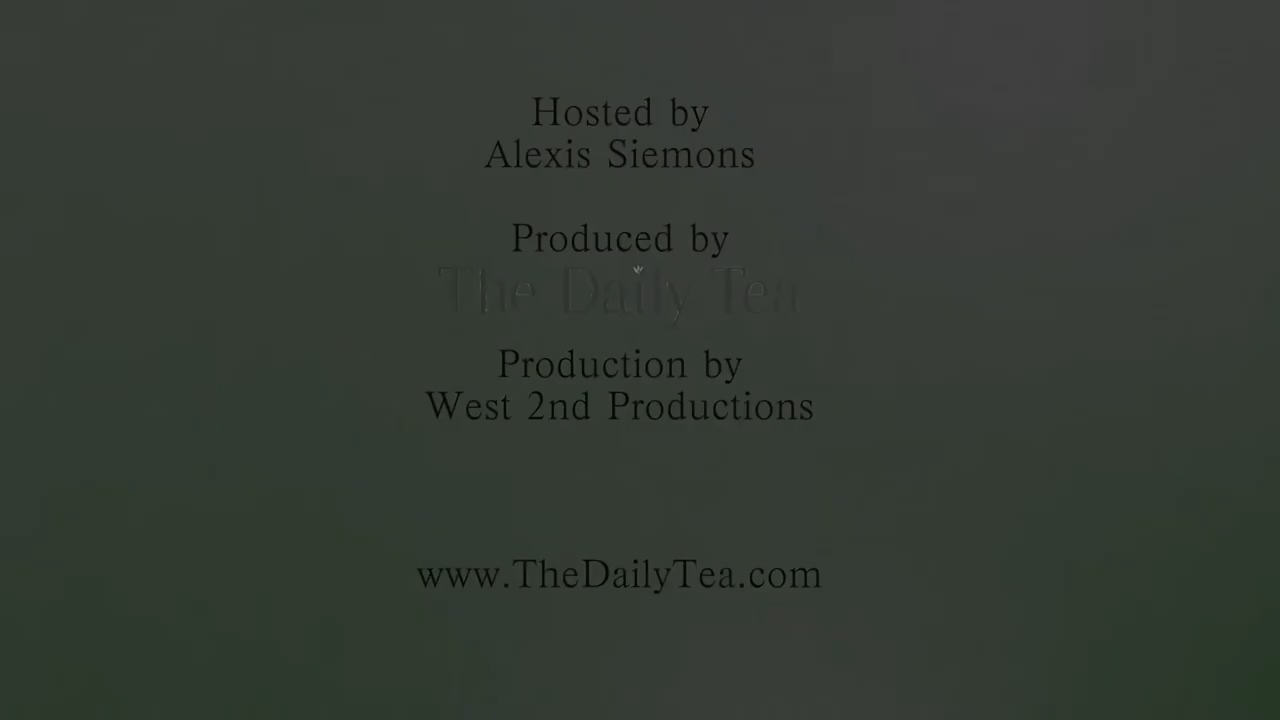 Hosted by
Alexis Siemons
Produced by
The Daily Tea
Production by
West 2nd Productions
www.TheDailyTea.com